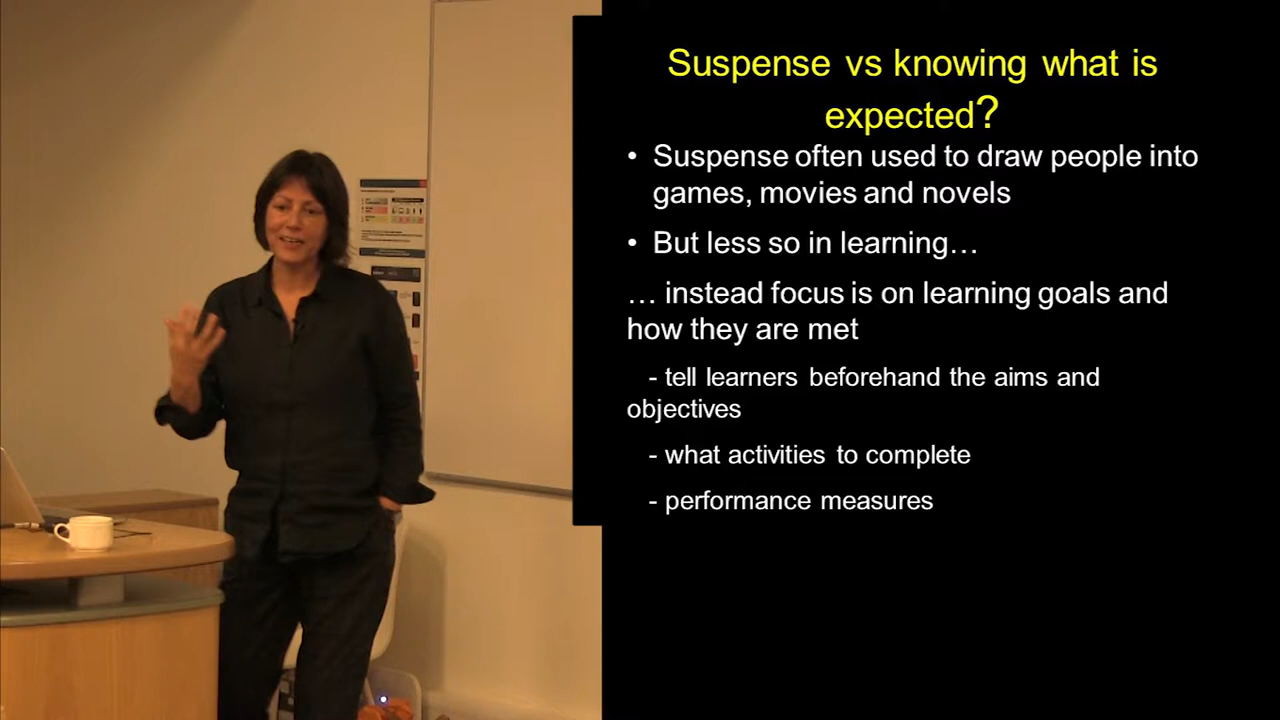 Suspense vs knowing what is
expected?
• Suspense often used to draw people into
games, movies and novels
• But less so in learning…
… instead focus is on learning goals and
how they are met
- tell learners beforehand the aims and
objectives
- what activities to complete
- performance measures